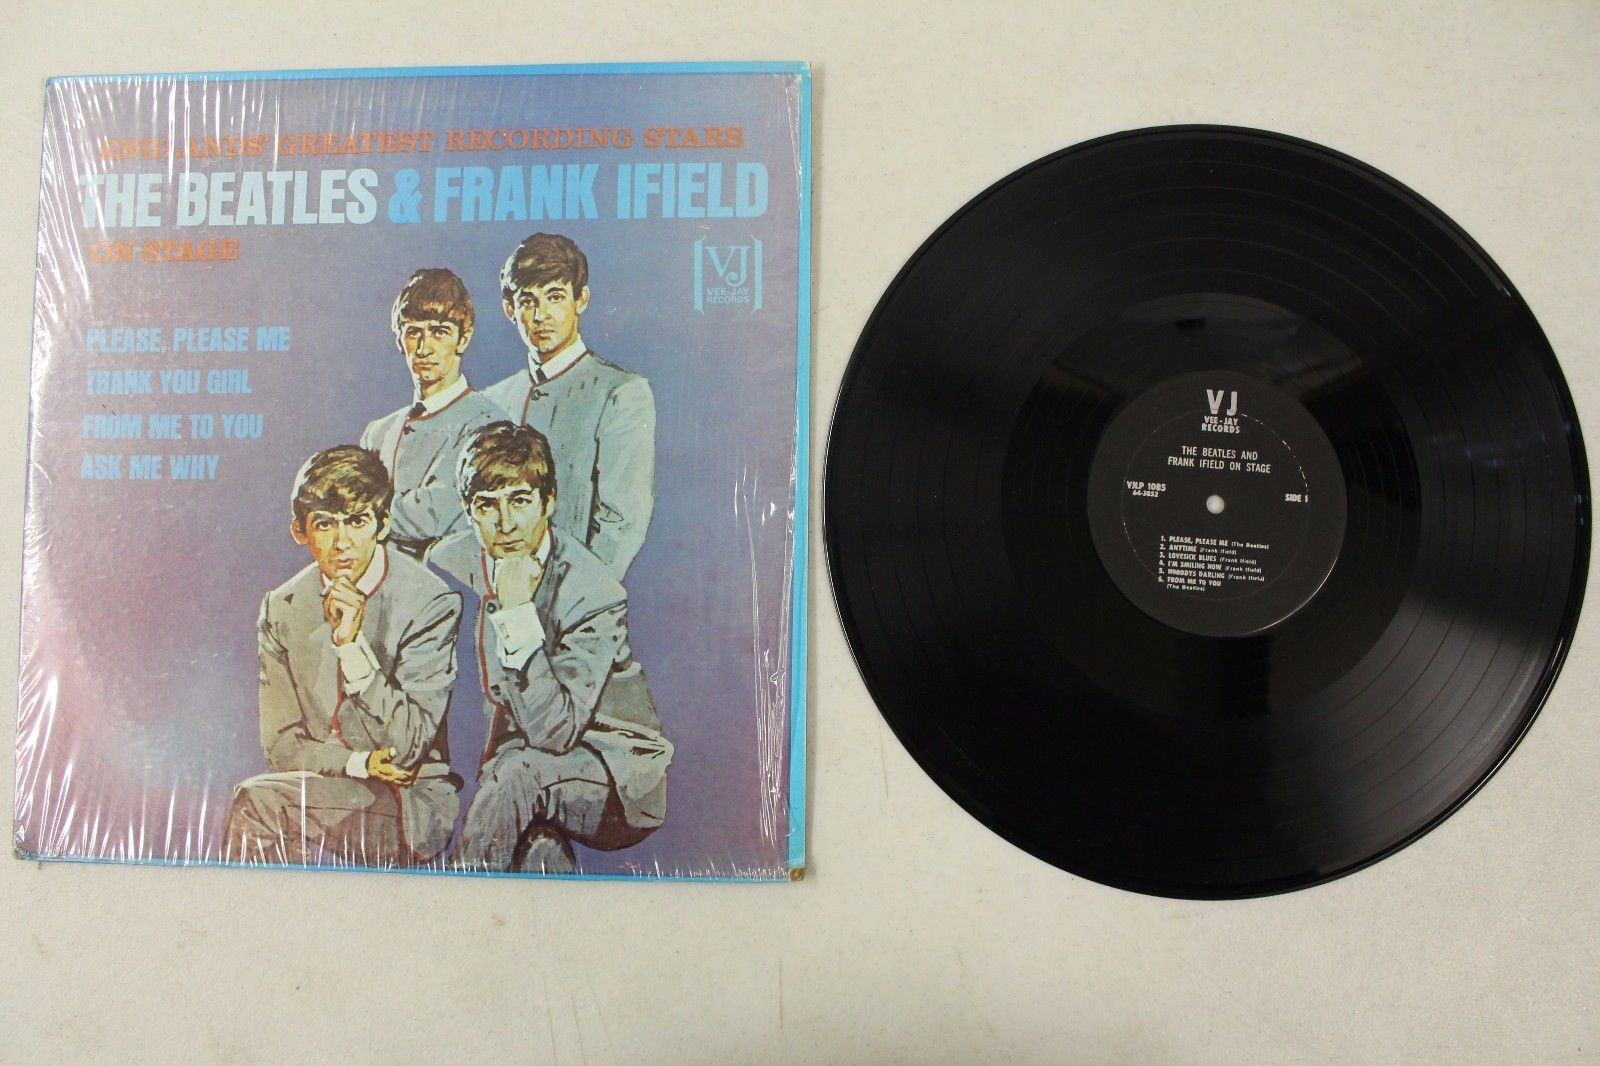 ENGLANDS' GREATEST RECORDING STARS
THE BEATLES & FRANK IFIELD
ON STAGE
VJ
VEE-JAY
RECORDS
PLEASE, PLEASE ME
THANK YOU GIRL
FROM ME TO YOU
ASK ME WHY
VJ
VEE-JAY
RECORDS
THE BEATLES AND
FRANK IFIELD ON STAGE
VJLP 1085
64-3852
SIDE 1
1. PLEASE, PLEASE ME (The Beatles)
2. ANYTIME (Frank Ifield)
3. LOVESICK BLUES (Frank Ifield)
4. I'M SMILING NOW (Frank Ifield)
5. NOBODYS DARLING (Frank Ifield)
6. FROM ME TO YOU
(The Beatles)